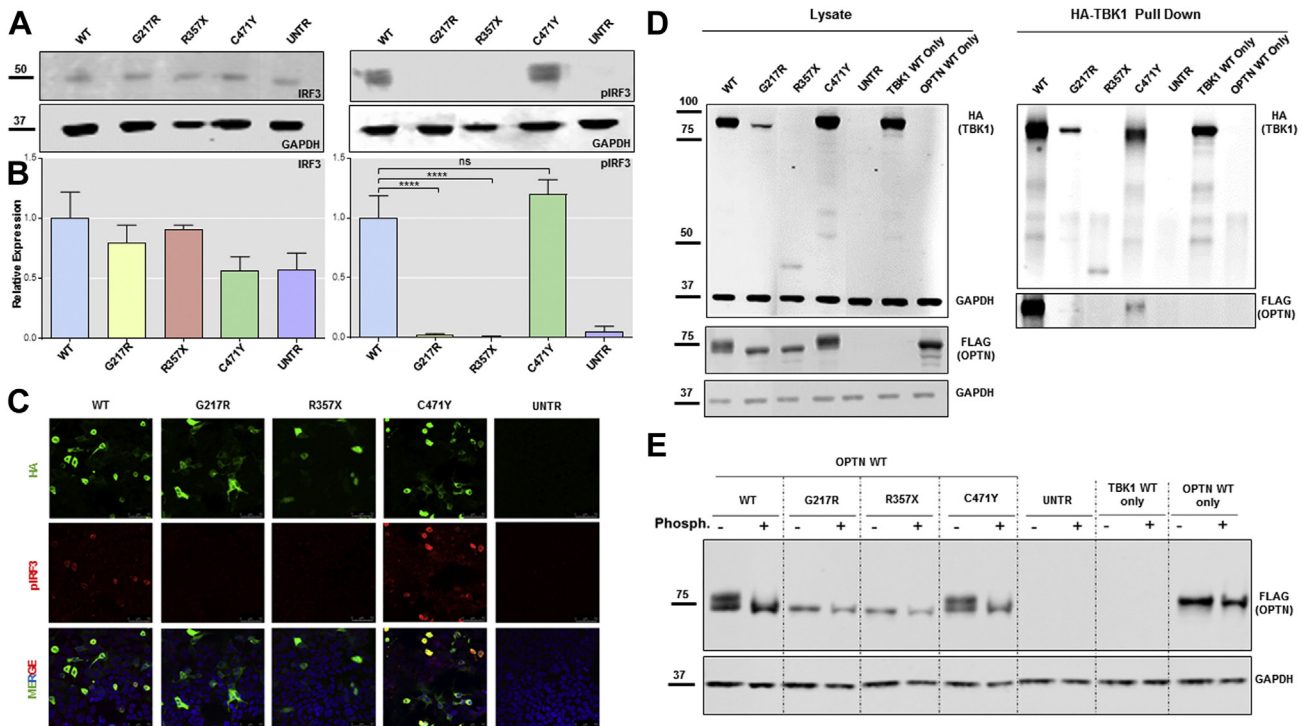 A
WT G217R R357X C471Y UNTR
WT G217R R357X C471Y UNTR
50
IRF3
pIRF3
37
GAPDH
GAPDH
B
Relative Expression
1.5
1.0
0.5
0.0
IRF3
WT G217R R357X C471Y UNTR
1.5
1.0
0.5
0.0
pIRF3
ns
****
****
WT G217R R357X C471Y UNTR
C
WT G217R R357X C471Y UNTR
HA
pIRF3
MERGE
D
Lysate
WT G217R R357X C471Y UNTR TBK1 WT Only OPTN WT Only
100
75
HA
(TBK1)
50
37
GAPDH
75
FLAG
(OPTN)
37
GAPDH
HA-TBK1 Pull Down
WT G217R R357X C471Y UNTR TBK1 WT Only OPTN WT Only
HA
(TBK1)
FLAG
(OPTN)
E
OPTN WT
WT G217R R357X C471Y UNTR TBK1 WT only OPTN WT only
Phosph. - + - + - + - + - + - + - +
75
FLAG
(OPTN)
37
GAPDH